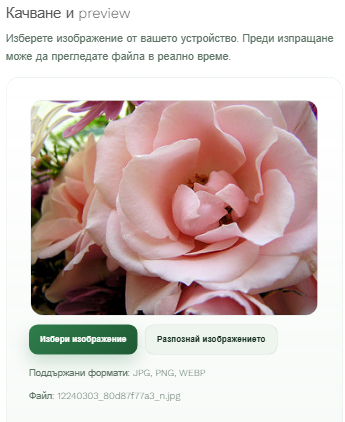 Качване и preview
Изберете изображение от вашето устройство. Преди изпращане
може да прегледате файла в реално време.
Избери изображение
Разпознай изображението
Поддържани формати: JPG, PNG, WEBP
Файл: 12240303_80d87f77a3_n.jpg